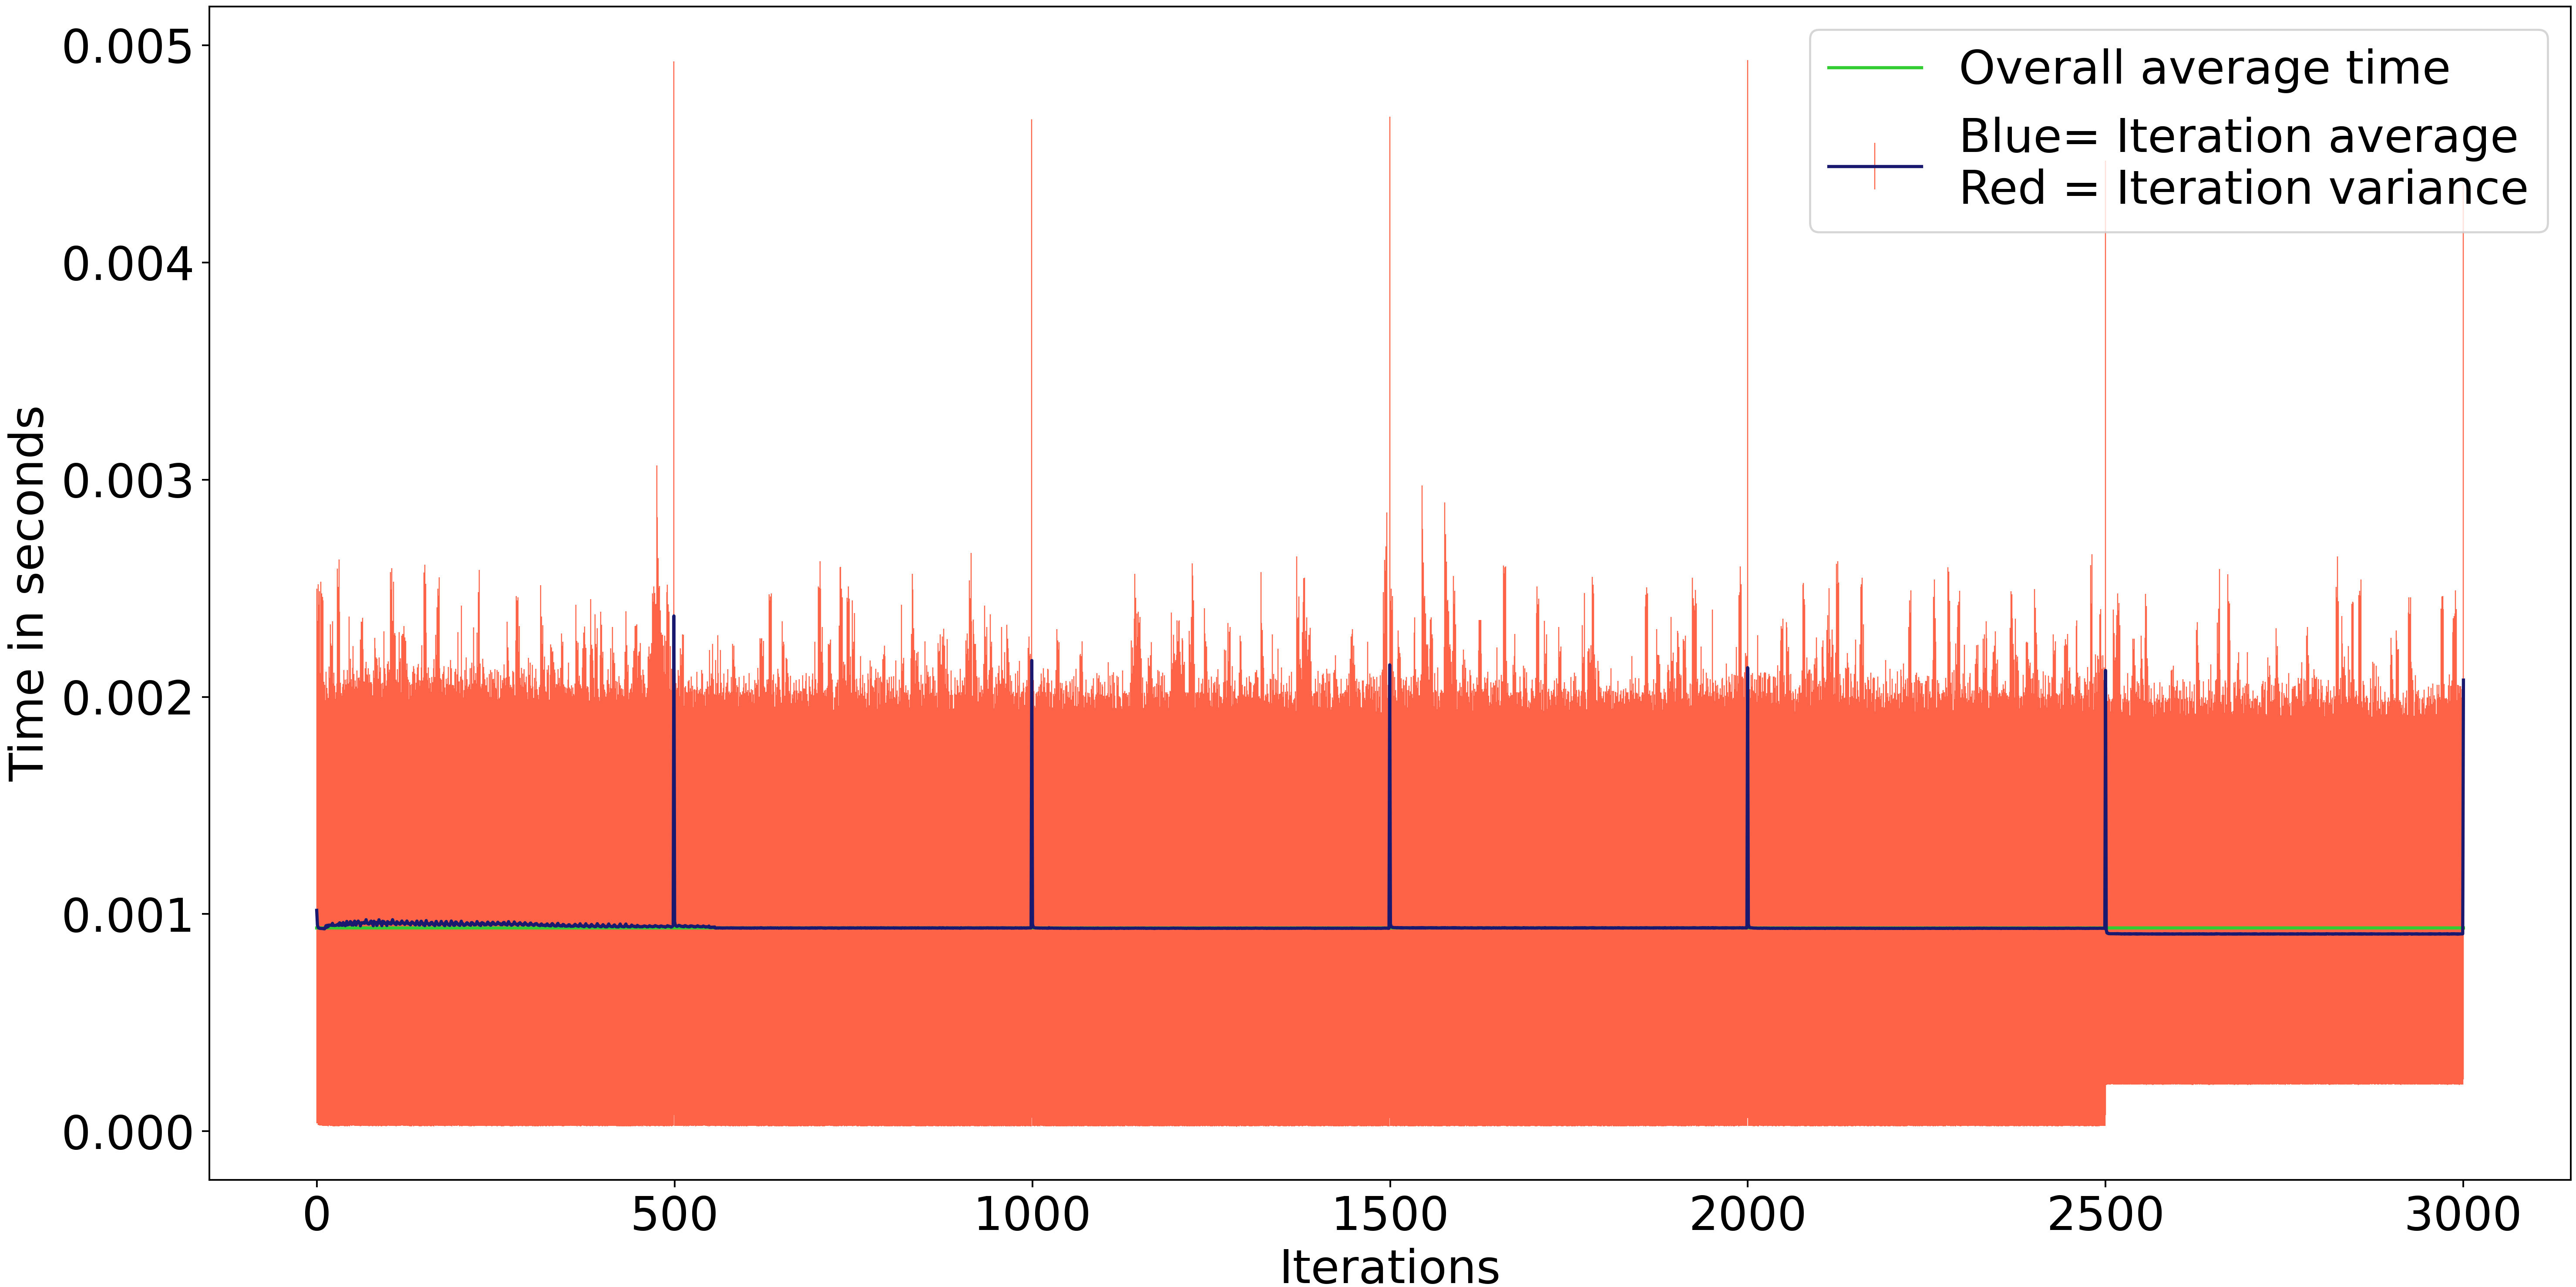 Overall average time
Blue= Iteration average
Red = Iteration variance
0.005
0.004
0.003
0.002
0.001
0.000
Time in seconds
0 500 1000 1500 2000 2500 3000
Iterations